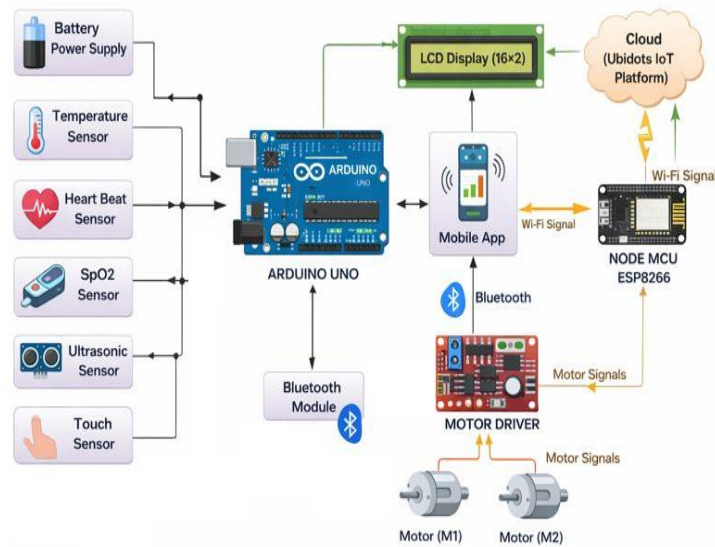 Battery
Power Supply
Temperature
Sensor
Heart Beat
Sensor
SpO2
Sensor
Ultrasonic
Sensor
Touch
Sensor
ARDUINO
UNO
ARDUINO UNO
Bluetooth
Module
LCD Display (16×2)
Mobile App
Wi-Fi Signal
Bluetooth
MOTOR DRIVER
Motor Signals
Motor Signals
Motor (M1)
Motor (M2)
Cloud
(Ubidots IoT
Platform)
Wi-Fi Signal
NODE MCU
ESP8266